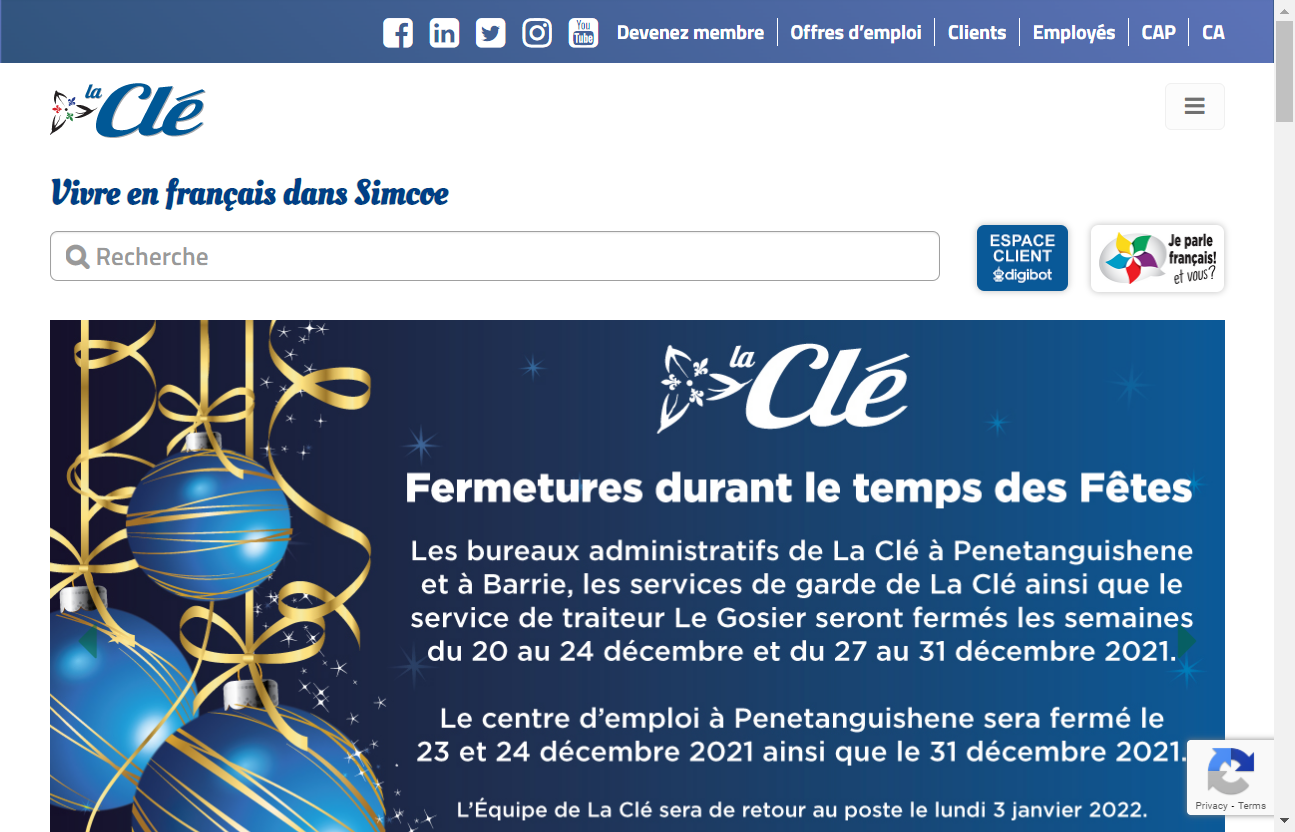 You Tube
Devenez membre
Offres d'emploi
Clients
Employés
CAP
CA
la Clé
Vivre en français dans Simcoe
Recherche
ESPACE
CLIENT
digibot
Je parle
français!
et vous?
la Clé
Fermetures durant le temps des Fêtes
Les bureaux administratifs de La Clé à Penetanguishene
et à Barrie, les services de garde de La Clé ainsi que le
service de traiteur Le Gosier seront fermés les semaines
du 20 au 24 décembre et du 27 au 31 décembre 2021.
Le centre d'emploi à Penetanguishene sera fermé le
23 et 24 décembre 2021 ainsi que le 31 décembre 2021.
L'Équipe de La Clé sera de retour au poste le lundi 3 janvier 2022.
Privacy - Terms